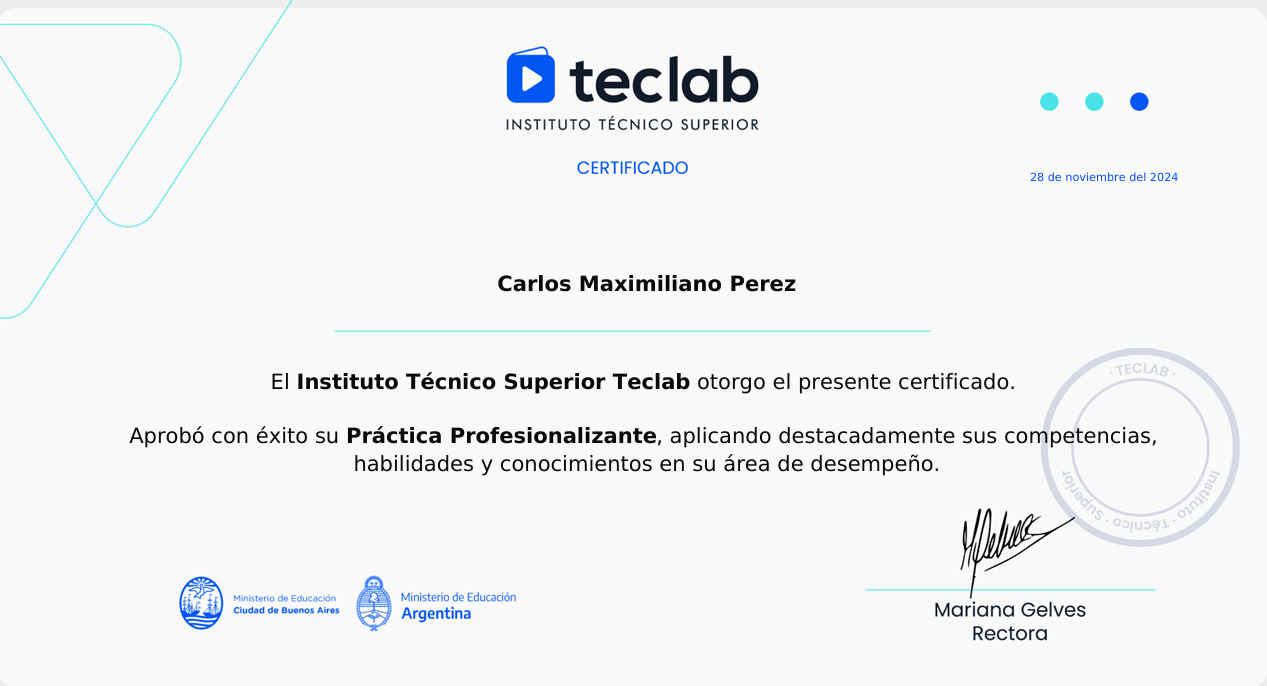 teclab
INSTITUTO TÉCNICO SUPERIOR
CERTIFICADO
28 de noviembre del 2024
Carlos Maximiliano Perez
El Instituto Técnico Superior Teclab otorgo el presente certificado.
Aprobó con éxito su Práctica Profesionalizante, aplicando destacadamente sus competencias,
habilidades y conocimientos en su área de desempeño.
· TECLAB ·
Instituto · Técnico · Superior
Ministerio de Educación
Ciudad de Buenos Aires
Ministerio de Educación
Argentina
Mariana Gelves
Rectora